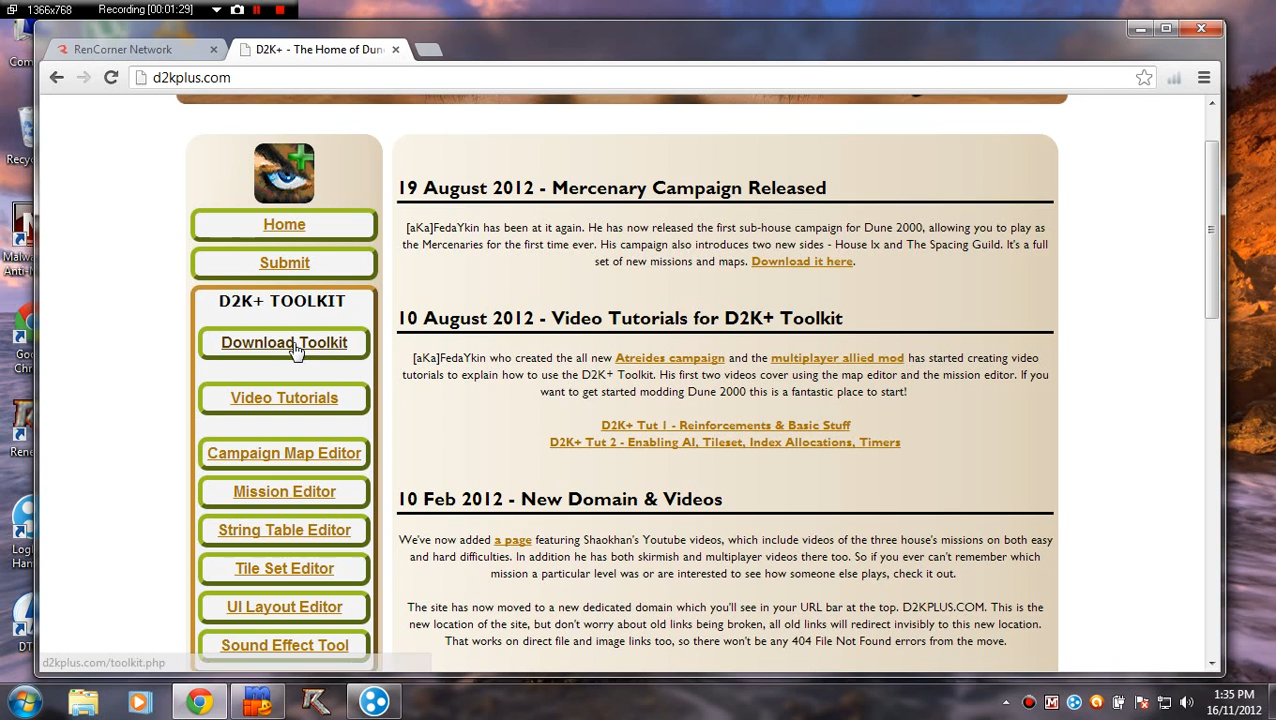 1366x768 Recording [00:01:29]
RenCorner Network
D2K+ - The Home of Dun
d2kplus.com
Home
Submit
D2K+ TOOLKIT
Download Toolkit
Video Tutorials
Campaign Map Editor
Mission Editor
String Table Editor
Tile Set Editor
UI Layout Editor
Sound Effect Tool
19 August 2012 - Mercenary Campaign Released
[aKa]FedaYkin has been at it again. He has now released the first sub-house campaign for Dune 2000, allowing you to play as
the Mercenaries for the first time ever. His campaign also introduces two new sides - House Ix and The Spacing Guild. It's a full
set of new missions and maps. Download it here.
10 August 2012 - Video Tutorials for D2K+ Toolkit
[aKa]FedaYkin who created the all new Atreides campaign and the multiplayer allied mod has started creating video
tutorials to explain how to use the D2K+ Toolkit. His first two videos cover using the map editor and the mission editor. If you
want to get started modding Dune 2000 this is a fantastic place to start!
D2K+ Tut 1 - Reinforcements & Basic Stuff
D2K+ Tut 2 - Enabling AI, Tileset, Index Allocations, Timers
10 Feb 2012 - New Domain & Videos
We've now added a page featuring Shaokhan's Youtube videos, which include videos of the three house's missions on both easy
and hard difficulties. In addition he has both skirmish and multiplayer videos there too. So if you ever can't remember which
mission a particular level was or are interested to see how someone else plays, check it out.
The site has now moved to a new dedicated domain which you'll see in your URL bar at the top. D2KPLUS.COM. This is the
new location of the site, but don't worry about old links being broken, all old links will redirect invisibly to this new location.
That works on direct file and image links too, so there won't be any 404 File Not Found errors from the move.
d2kplus.com/toolkit.php
1:35 PM
16/11/2012